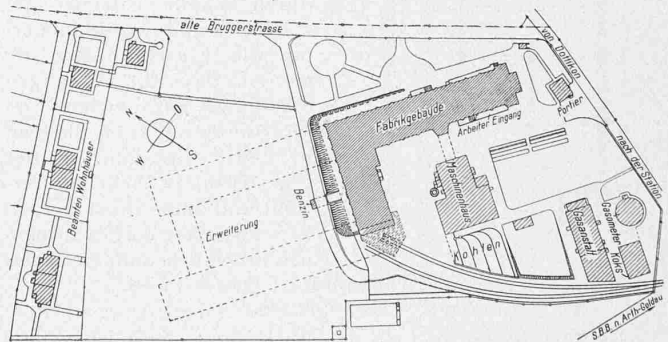 alte Bruggerstrasse
von Dottikon
nach der Station
Portier
Fabrikgebäude
Arbeiter Eingang
Maschinenhaus
Beamten Wohnhäuser
N
O
W
S
Benzin
Erweiterung
Kohlen
Gasanstalt
Gasometer
Koks
S.B.B. n. Arth-Goldau